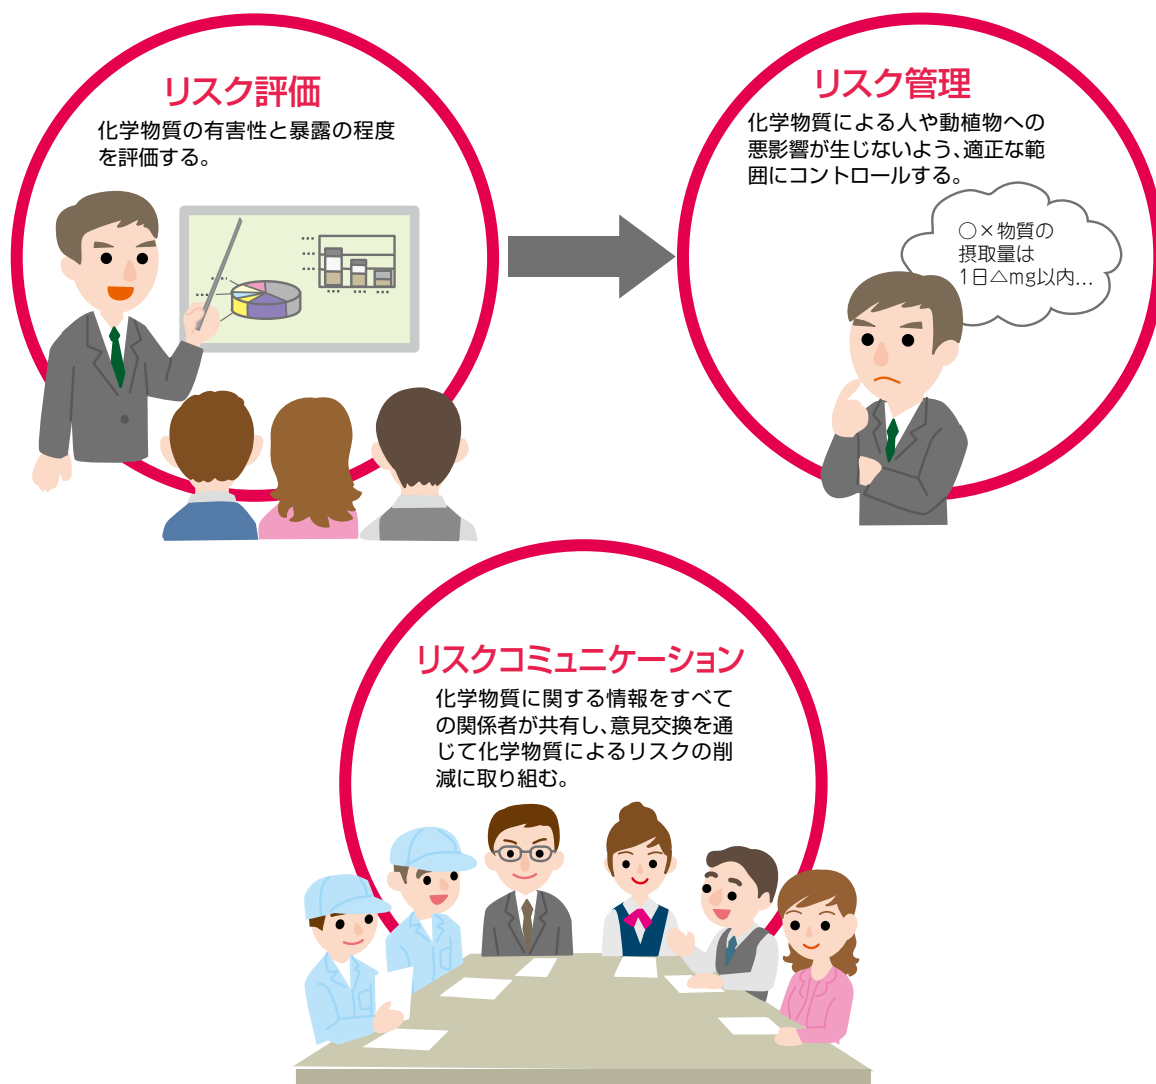 リスク評価
化学物質の有害性と暴露の程度
を評価する。
リスク管理
化学物質による人や動植物への
悪影響が生じないよう、適正な範
囲にコントロールする。
○×物質の
摂取量は
1日△mg以内…
リスクコミュニケーション
化学物質に関する情報をすべて
の関係者が共有し、意見交換を通
じて化学物質によるリスクの削
減に取り組む。